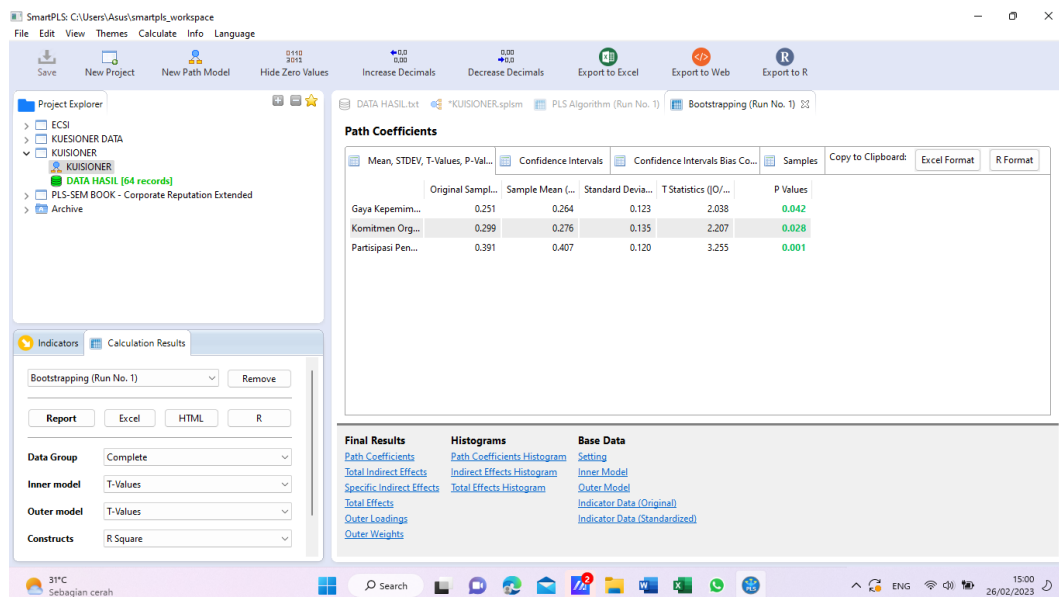 SmartPLS: C:\Users\Asus\smartpls_workspace
File Edit View Themes Calculate Info Language
Save New Project New Path Model Hide Zero Values Increase Decimals Decrease Decimals Export to Excel Export to Web Export to R
Project Explorer
ECSI
KUESIONER DATA
KUISIONER
KUISIONER
DATA HASIL [64 records]
PLS-SEM BOOK - Corporate Reputation Extended
Archive
Indicators Calculation Results
Bootstrapping (Run No. 1) Remove
Report Excel HTML R
Data Group Complete
Inner model T-Values
Outer model T-Values
Constructs R Square
DATA HASIL.txt *KUISIONER.splsm PLS Algorithm (Run No. 1) Bootstrapping (Run No. 1)
Path Coefficients
Mean, STDEV, T-Values, P-Val... Confidence Intervals Confidence Intervals Bias Co... Samples Copy to Clipboard: Excel Format R Format
Original Sampl... Sample Mean (... Standard Devia... T Statistics (|O/... P Values
Gaya Kepemim... 0.251 0.264 0.123 2.038 0.042
Komitmen Org... 0.299 0.276 0.135 2.207 0.028
Partisipasi Pen... 0.391 0.407 0.120 3.255 0.001
Final Results Histograms Base Data
Path Coefficients Path Coefficients Histogram Setting
Total Indirect Effects Indirect Effects Histogram Inner Model
Specific Indirect Effects Total Effects Histogram Outer Model
Total Effects Indicator Data (Original)
Outer Loadings Indicator Data (Standardized)
Outer Weights
31°C
Sebagian cerah
Search
2
PLS
ENG
15:00
26/02/2023